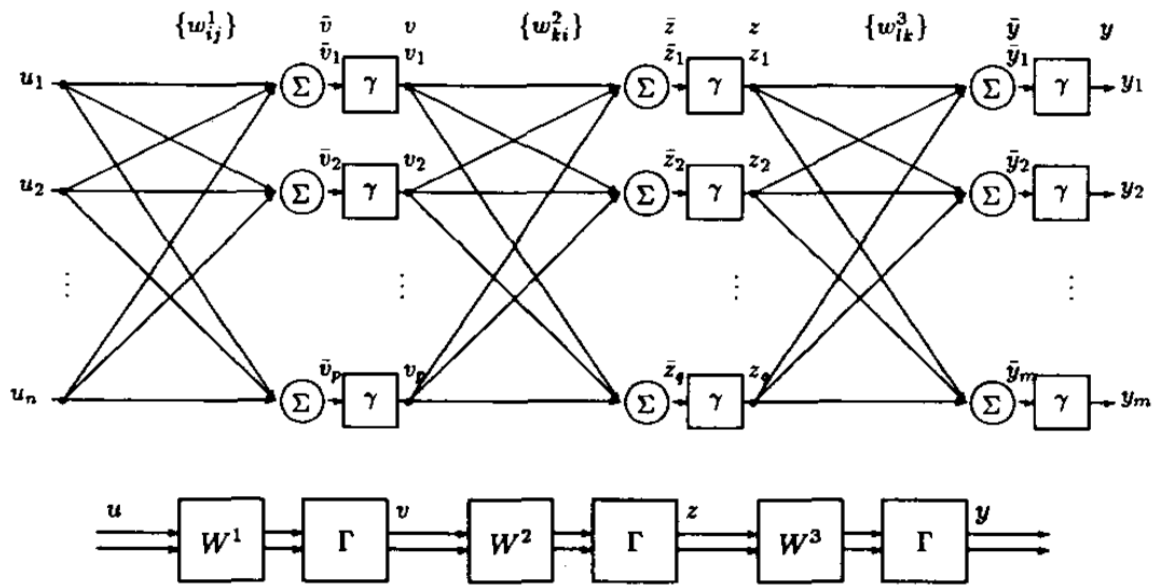 {w¹ᵢⱼ} v̄ v {w²ₖᵢ} z̄ z {w³ₗₖ} ȳ y
u₁ Σ v̄₁ γ v₁ Σ z̄₁ γ z₁ Σ ȳ₁ γ y₁
u₂ Σ v̄₂ γ v₂ Σ z̄₂ γ z₂ Σ ȳ₂ γ y₂
⋮ ⋮ ⋮ ⋮
uₙ Σ v̄ₚ γ vₚ Σ z̄_q γ z_q Σ ȳₘ γ yₘ
u W¹ Γ v W² Γ z W³ Γ y